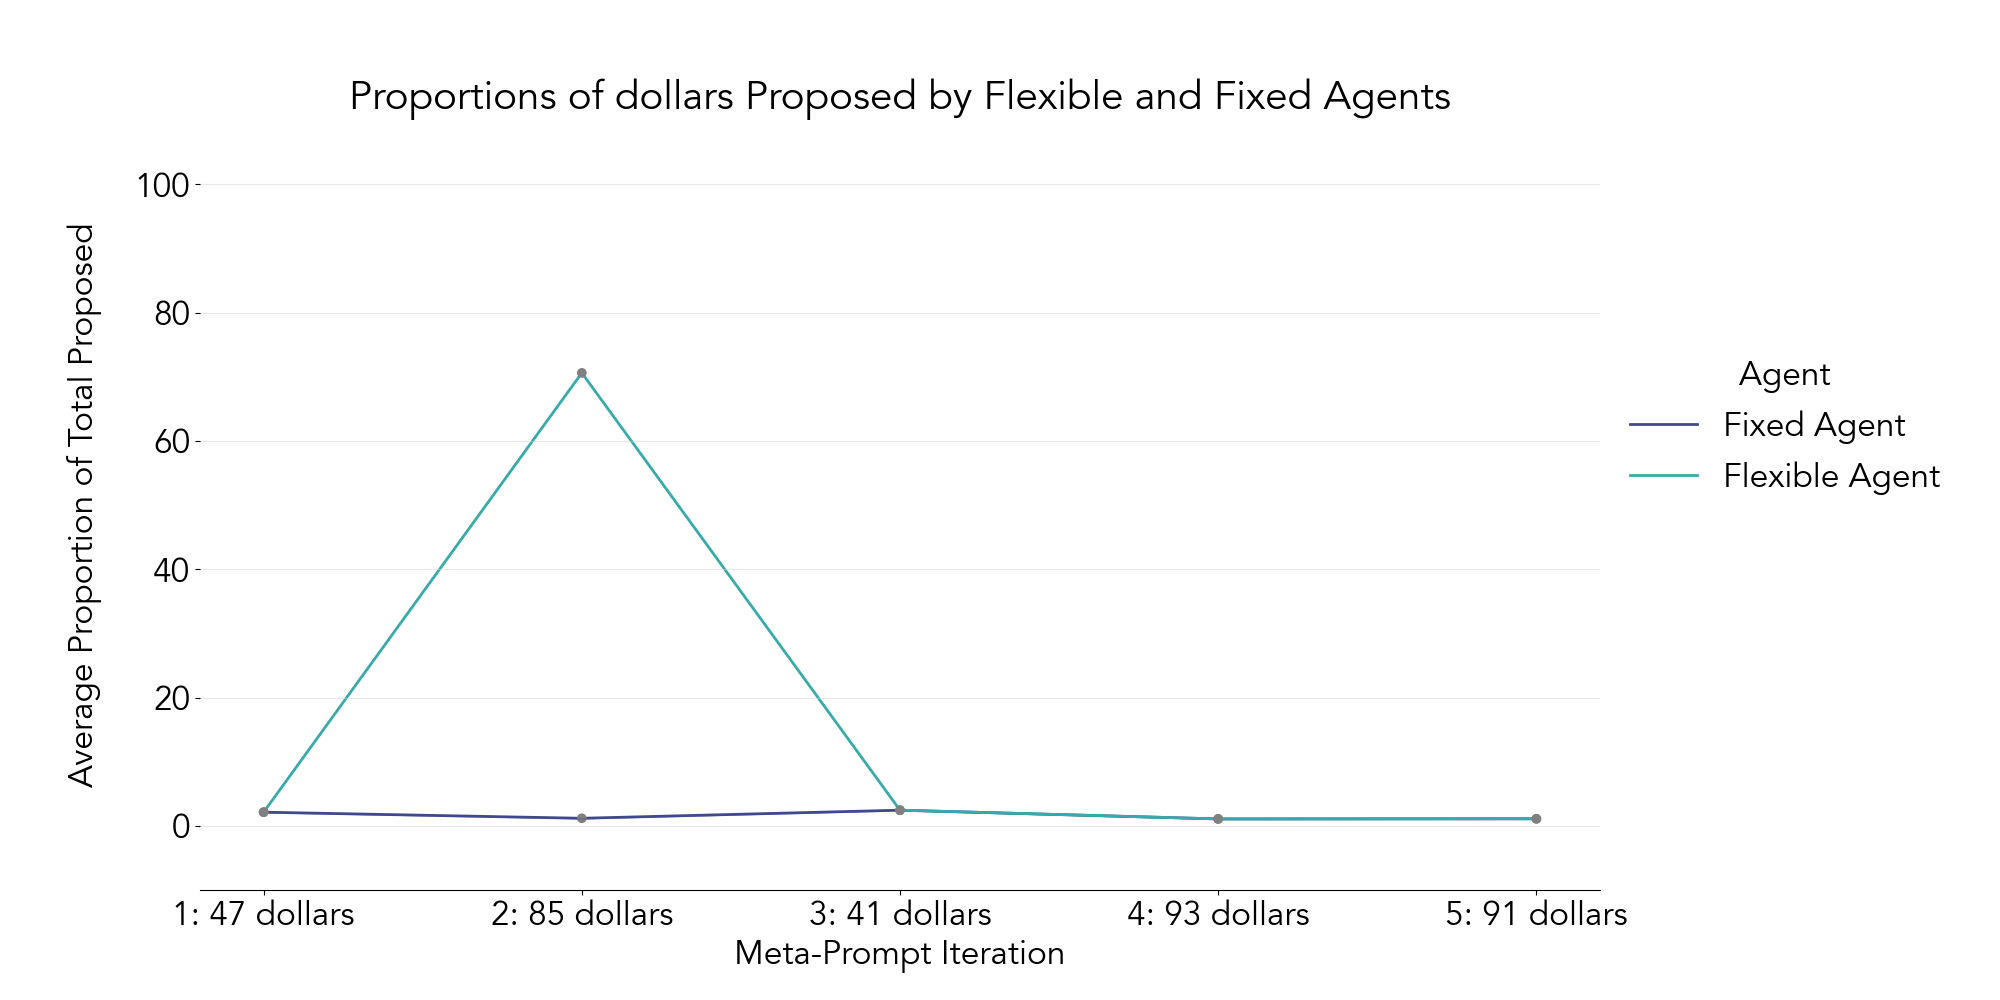 Proportions of dollars Proposed by Flexible and Fixed Agents
Average Proportion of Total Proposed
100
80
60
40
20
0
1: 47 dollars
2: 85 dollars
3: 41 dollars
4: 93 dollars
5: 91 dollars
Meta-Prompt Iteration
Agent
Fixed Agent
Flexible Agent